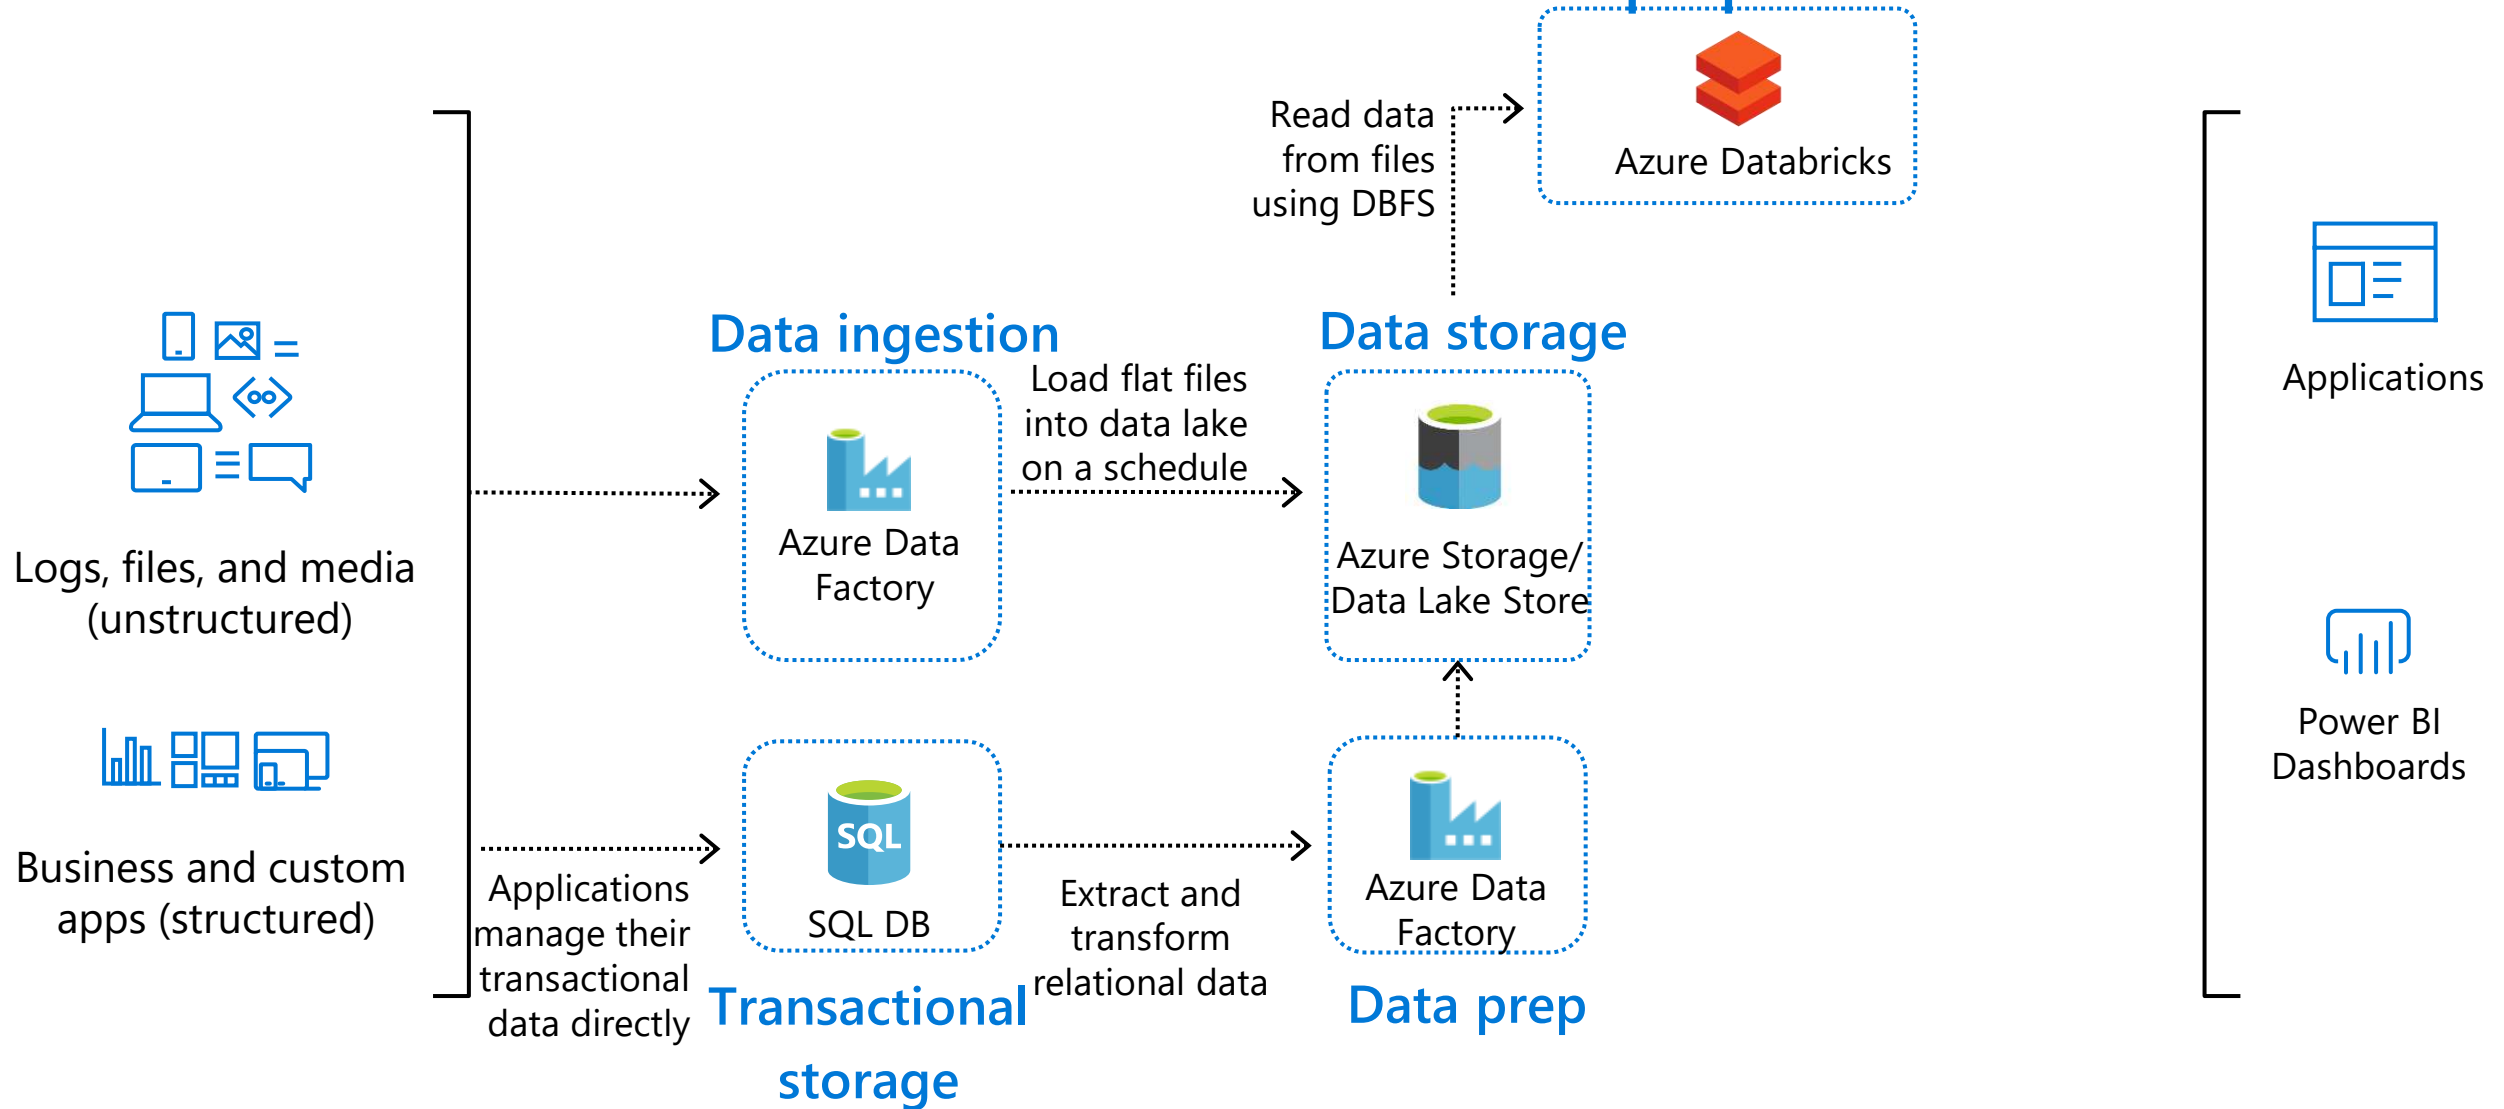 Read data
from files
using DBFS
Azure Databricks
Data ingestion
Load flat files
into data lake
on a schedule
Data storage
Applications
Azure Data
Factory
Azure Storage/
Data Lake Store
Logs, files, and media
(unstructured)
Power BI
Dashboards
Business and custom
apps (structured)
Applications
manage their
transactional
data directly
SQL
SQL DB
Extract and
transform
relational data
Azure Data
Factory
Transactional
storage
Data prep